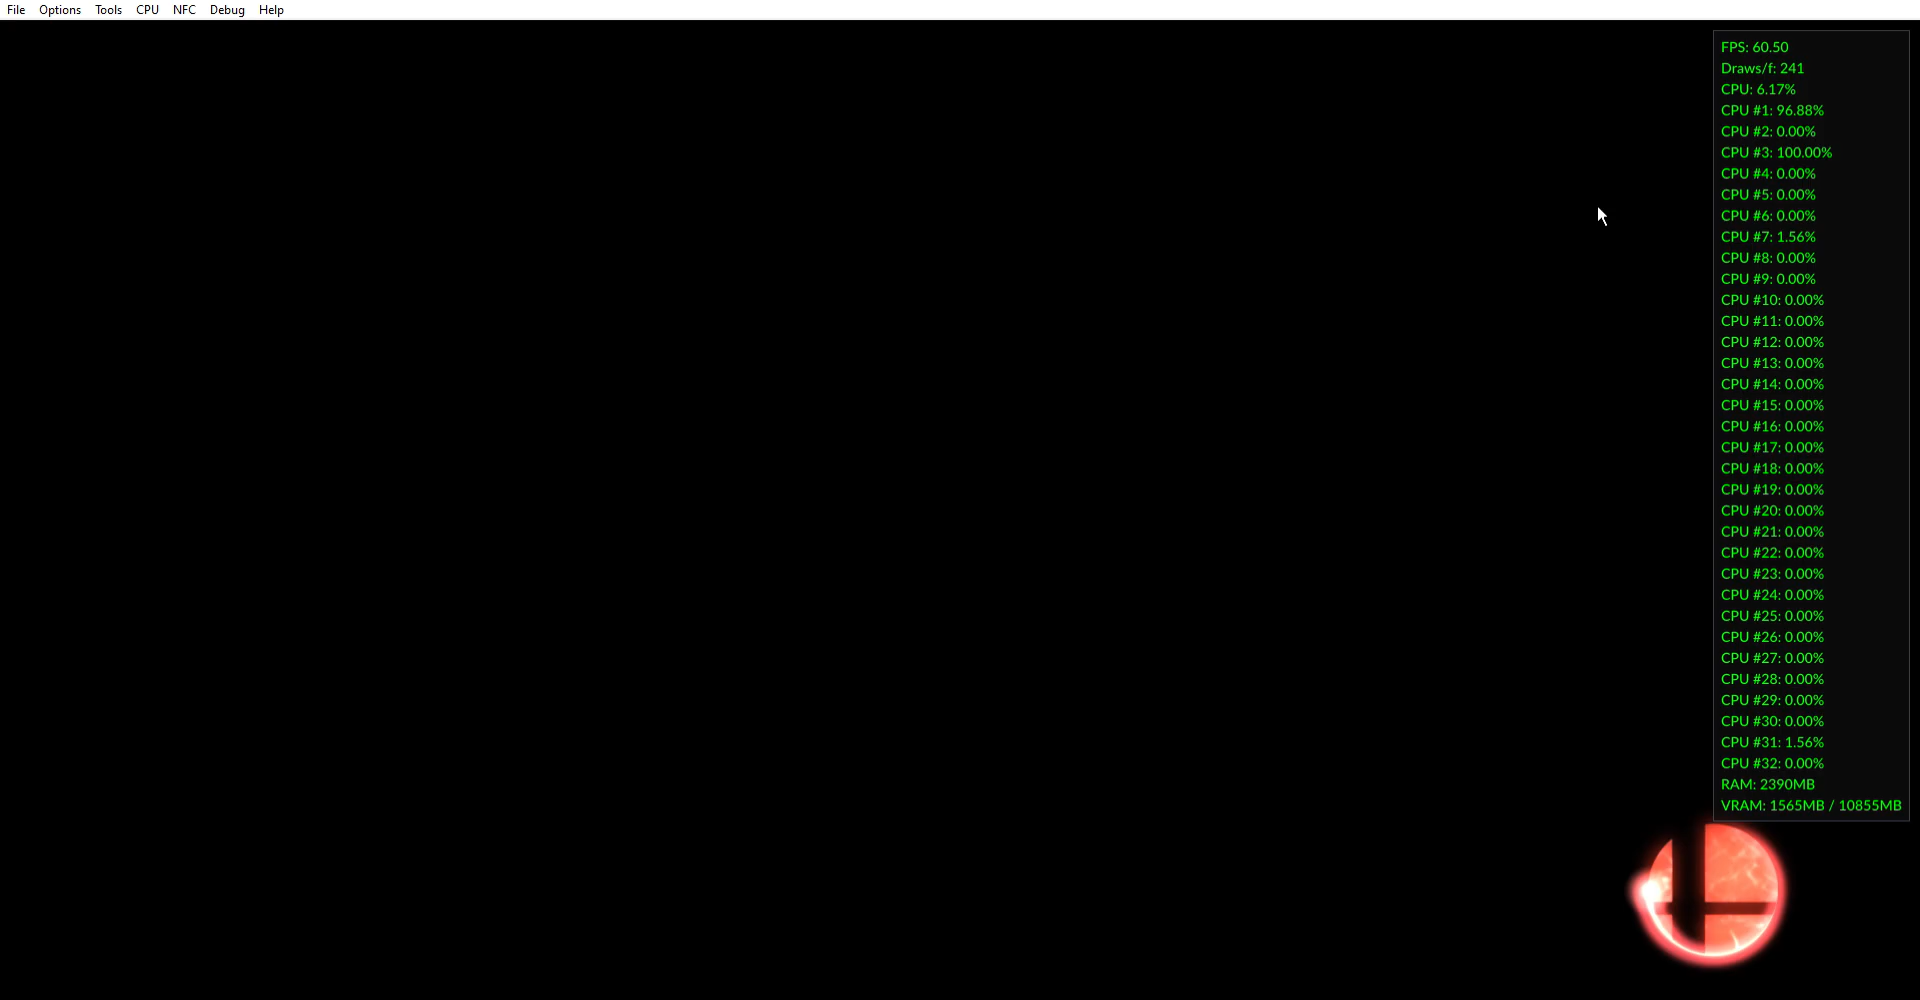 File Options Tools CPU NFC Debug Help
FPS: 60.50
Draws/f: 241
CPU: 6.17%
CPU #1: 96.88%
CPU #2: 0.00%
CPU #3: 100.00%
CPU #4: 0.00%
CPU #5: 0.00%
CPU #6: 0.00%
CPU #7: 1.56%
CPU #8: 0.00%
CPU #9: 0.00%
CPU #10: 0.00%
CPU #11: 0.00%
CPU #12: 0.00%
CPU #13: 0.00%
CPU #14: 0.00%
CPU #15: 0.00%
CPU #16: 0.00%
CPU #17: 0.00%
CPU #18: 0.00%
CPU #19: 0.00%
CPU #20: 0.00%
CPU #21: 0.00%
CPU #22: 0.00%
CPU #23: 0.00%
CPU #24: 0.00%
CPU #25: 0.00%
CPU #26: 0.00%
CPU #27: 0.00%
CPU #28: 0.00%
CPU #29: 0.00%
CPU #30: 0.00%
CPU #31: 1.56%
CPU #32: 0.00%
RAM: 2390MB
VRAM: 1565MB / 10855MB